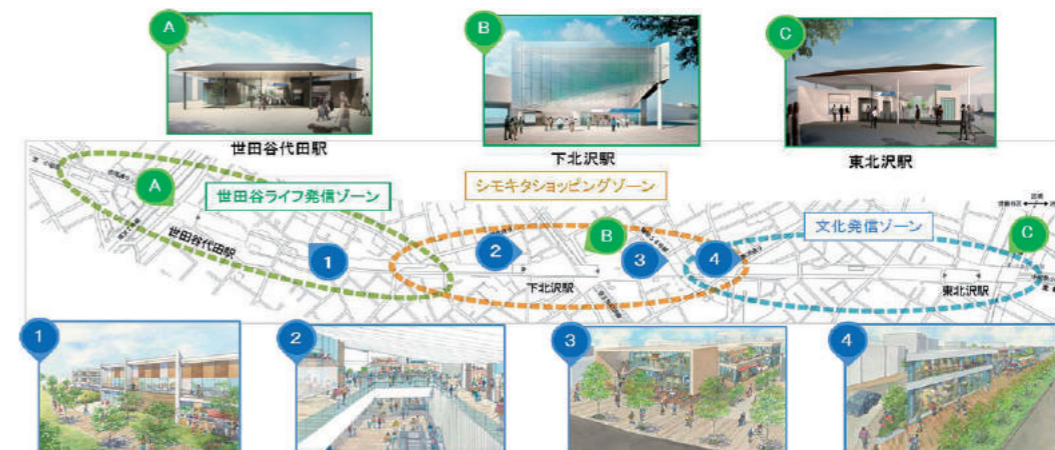 A
B
C
世田谷代田駅
下北沢駅
東北沢駅
世田谷ライフ発信ゾーン
シモキタショッピングゾーン
文化発信ゾーン
A
B
C
世田谷代田駅
1
2
3
4
下北沢駅
東北沢駅
1
2
3
4